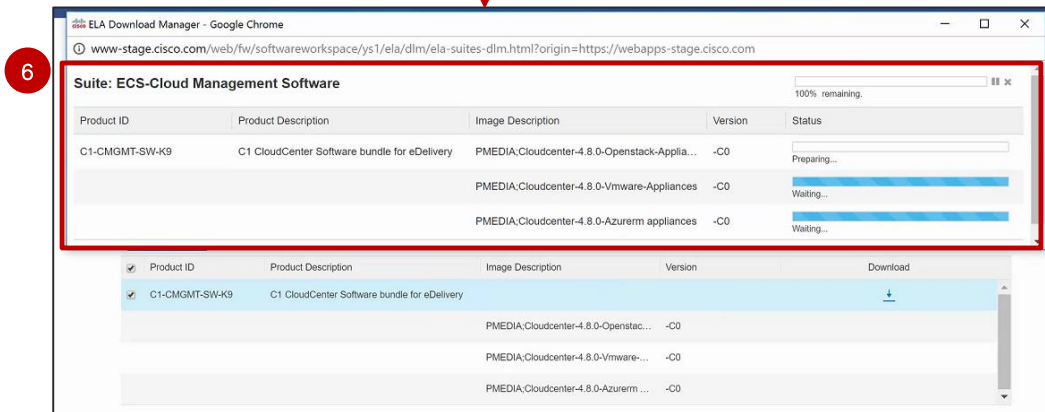 ELA Download Manager - Google Chrome
www-stage.cisco.com/web/fw/softwareworkspace/ys1/ela/dlm/ela-suites-dlm.html?origin=https://webapps-stage.cisco.com
6
Suite: ECS-Cloud Management Software
100% remaining.
Product ID Product Description Image Description Version Status
C1-CMGMT-SW-K9 C1 CloudCenter Software bundle for eDelivery PMEDIA;Cloudcenter-4.8.0-Openstack-Applia... -C0
Preparing...
PMEDIA;Cloudcenter-4.8.0-Vmware-Appliances -C0
Waiting...
PMEDIA;Cloudcenter-4.8.0-Azurerm appliances -C0
Waiting...
Product ID Product Description Image Description Version Download
C1-CMGMT-SW-K9 C1 CloudCenter Software bundle for eDelivery
PMEDIA;Cloudcenter-4.8.0-Openstac... -C0
PMEDIA;Cloudcenter-4.8.0-Vmware-... -C0
PMEDIA;Cloudcenter-4.8.0-Azurerm ... -C0